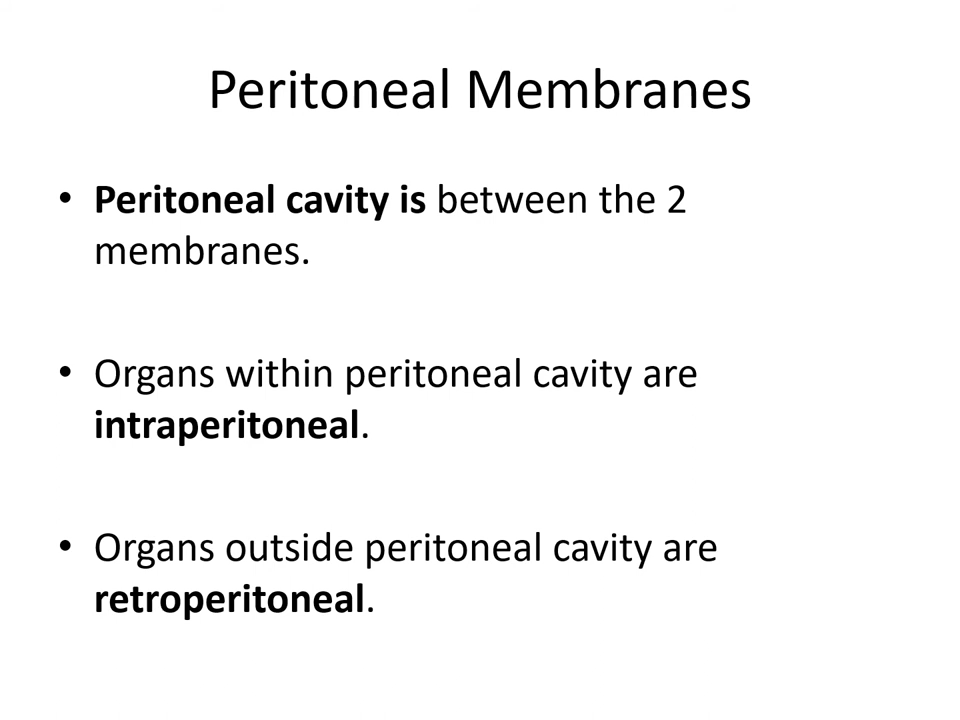 Peritoneal Membranes
• Peritoneal cavity is between the 2
membranes.
• Organs within peritoneal cavity are
intraperitoneal.
• Organs outside peritoneal cavity are
retroperitoneal.